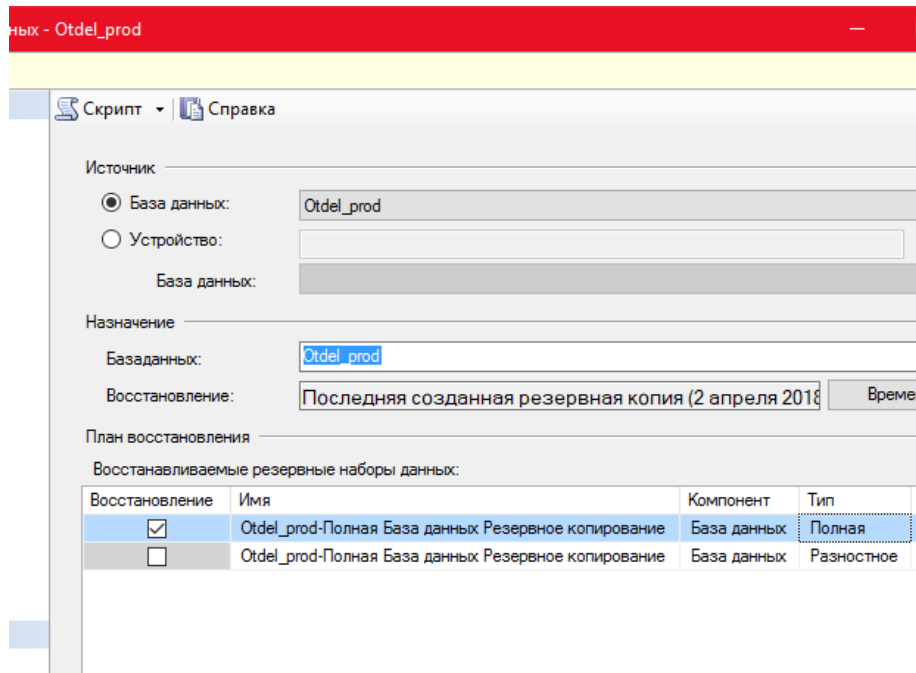 ных - Otdel_prod
Скрипт Справка
Источник
База данных: Otdel_prod
Устройство:
База данных:
Назначение
Базаданных: Otdel_prod
Восстановление: Последняя созданная резервная копия (2 апреля 2018 Време
План восстановления
Восстанавливаемые резервные наборы данных:
Восстановление Имя Компонент Тип
Otdel_prod-Полная База данных Резервное копирование База данных Полная
Otdel_prod-Полная База данных Резервное копирование База данных Разностное